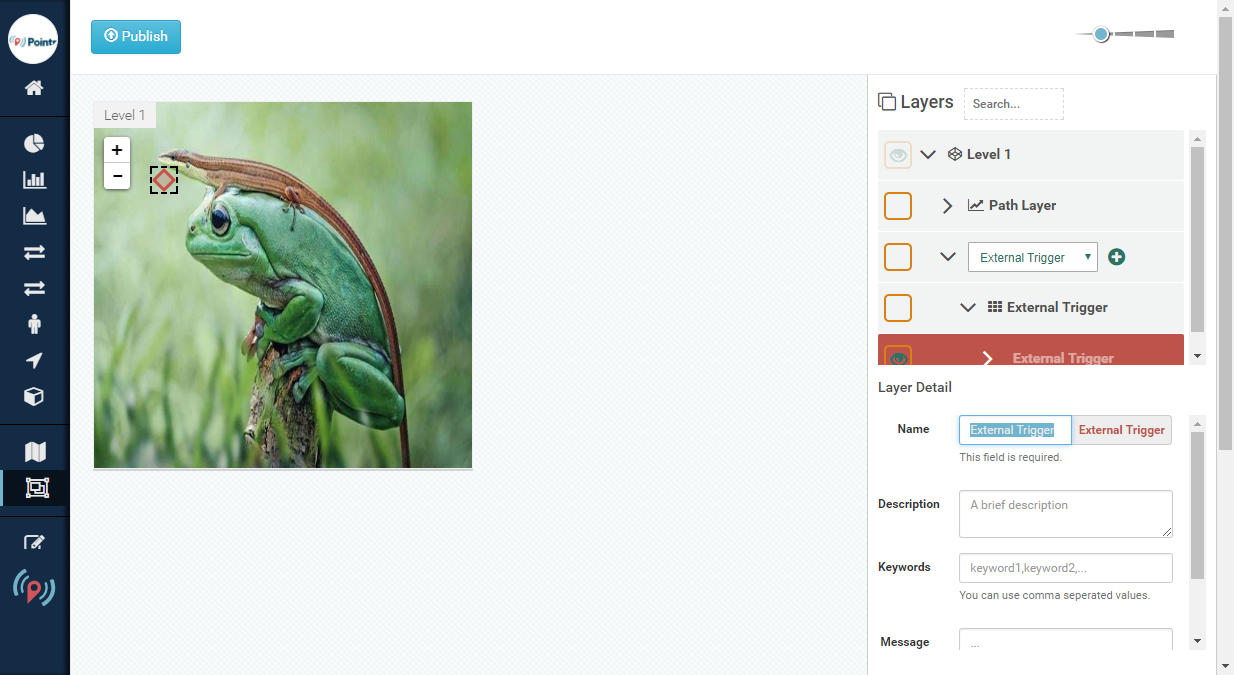 Pointr
Publish
Level 1
+
−
Layers
Search...
Level 1
Path Layer
External Trigger
External Trigger
External Trigger
Layer Detail
Name
External Trigger
External Trigger
This field is required.
Description
A brief description
Keywords
keyword1,keyword2,...
You can use comma seperated values.
Message
...